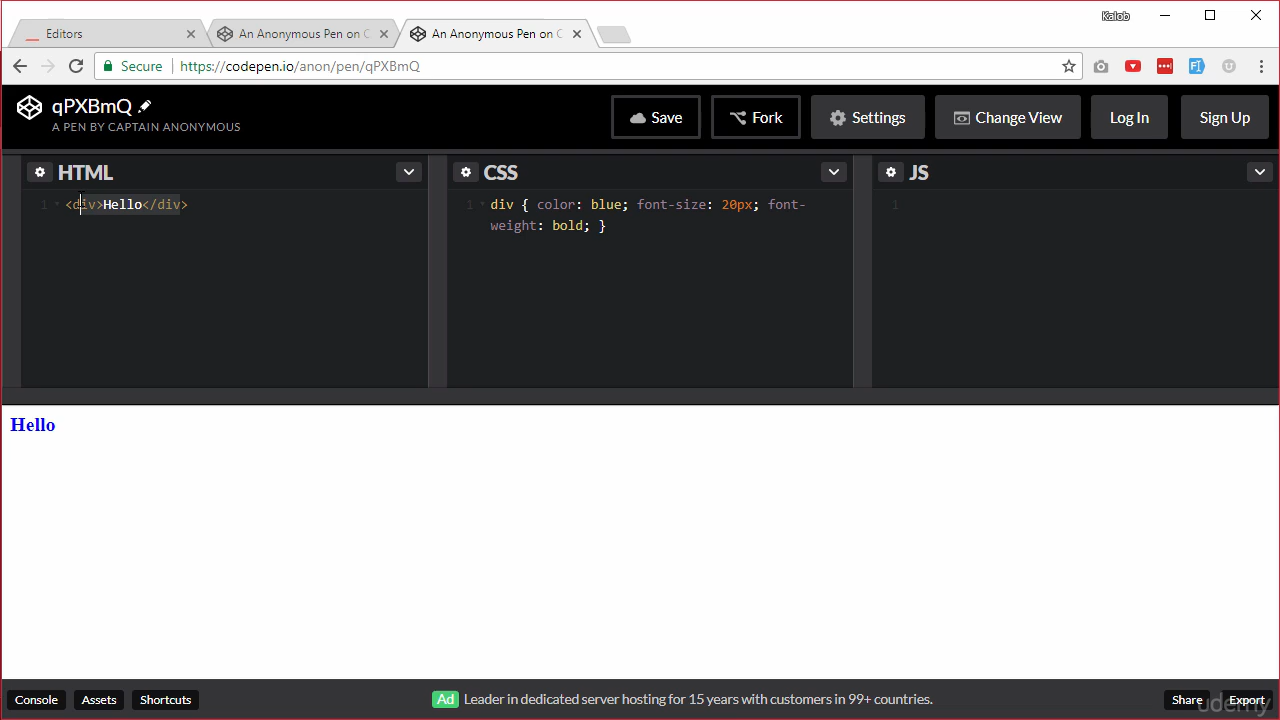 Kalob
Editors
An Anonymous Pen on C
An Anonymous Pen on C
Secure https://codepen.io/anon/pen/qPXBmQ
qPXBmQ
A PEN BY CAPTAIN ANONYMOUS
Save Fork Settings Change View Log In Sign Up
HTML
1 <div>Hello</div>
CSS
1 div { color: blue; font-size: 20px; font-
weight: bold; }
JS
1
Hello
Console Assets Shortcuts
Ad Leader in dedicated server hosting for 15 years with customers in 99+ countries.
Share Export
udemy